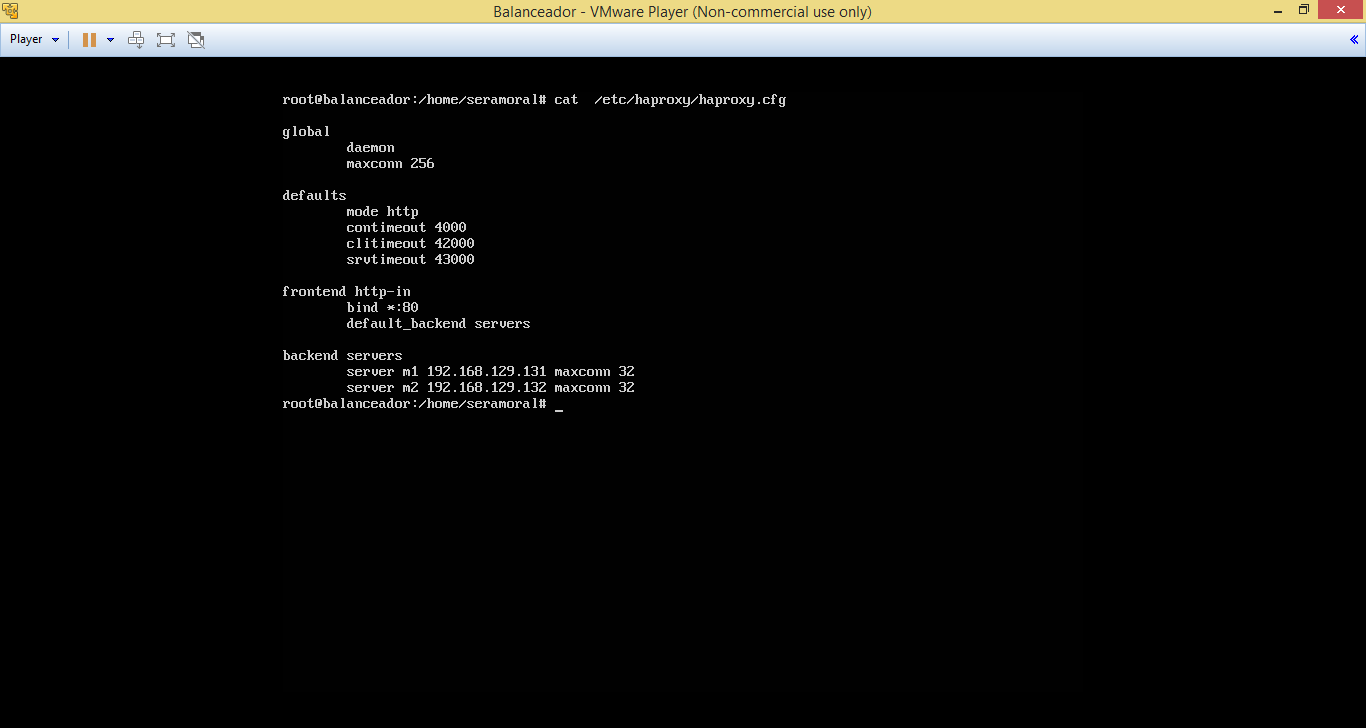 Balanceador - VMware Player (Non-commercial use only)
Player
root@balanceador:/home/seramoral# cat  /etc/haproxy/haproxy.cfg
global
        daemon
        maxconn 256
defaults
        mode http
        contimeout 4000
        clitimeout 42000
        srvtimeout 43000
frontend http-in
        bind *:80
        default_backend servers
backend servers
        server m1 192.168.129.131 maxconn 32
        server m2 192.168.129.132 maxconn 32
root@balanceador:/home/seramoral# _